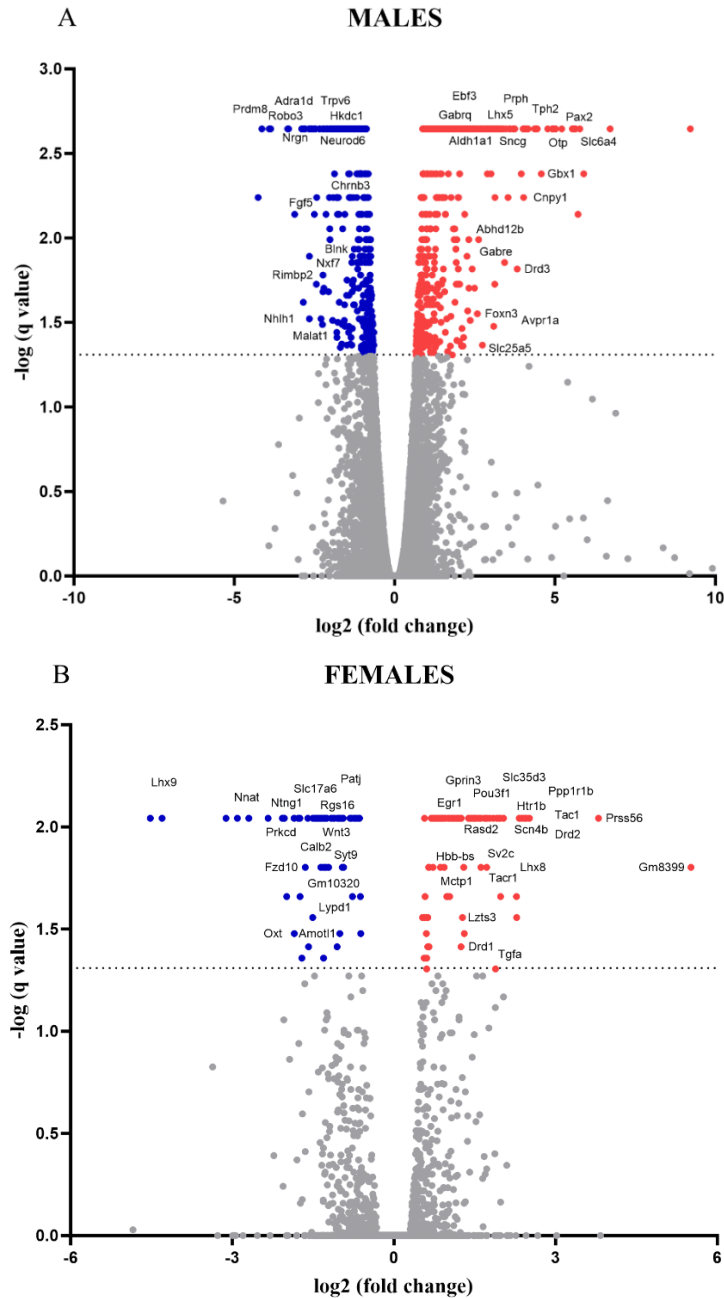 A
MALES
3.0
2.5
2.0
1.5
1.0
0.5
0.0
-log (q value)
Adra1d Trpv6
Prdm8 Robo3 Hkdc1
Nrgn Neurod6
Ebf3 Prph
Gabrq Lhx5 Tph2
Pax2
Aldh1a1 Sncg Otp Slc6a4
Chrnb3
Fgf5
Gbx1
Cnpy1
Blnk
Nxf7
Rimbp2
Nhlh1
Malat1
Abhd12b
Gabre
Drd3
Foxn3
Avpr1a
Slc25a5
-10
-5
0
5
10
log2 (fold change)
B
FEMALES
2.5
2.0
1.5
1.0
0.5
0.0
-log (q value)
Lhx9
Nnat
Slc17a6 Patj
Ntng1 Rgs16
Prkcd Wnt3
Calb2
Fzd10 Syt9
Gm10320
Lypd1
Oxt Amotl1
Gprin3 Slc35d3
Egr1 Pou3f1 Ppp1r1b
Htr1b Tac1 Prss56
Rasd2 Scn4b Drd2
Hbb-bs Sv2c Lhx8 Gm8399
Mctp1 Tacr1
Lzts3
Drd1
Tgfa
-6
-3
0
3
6
log2 (fold change)